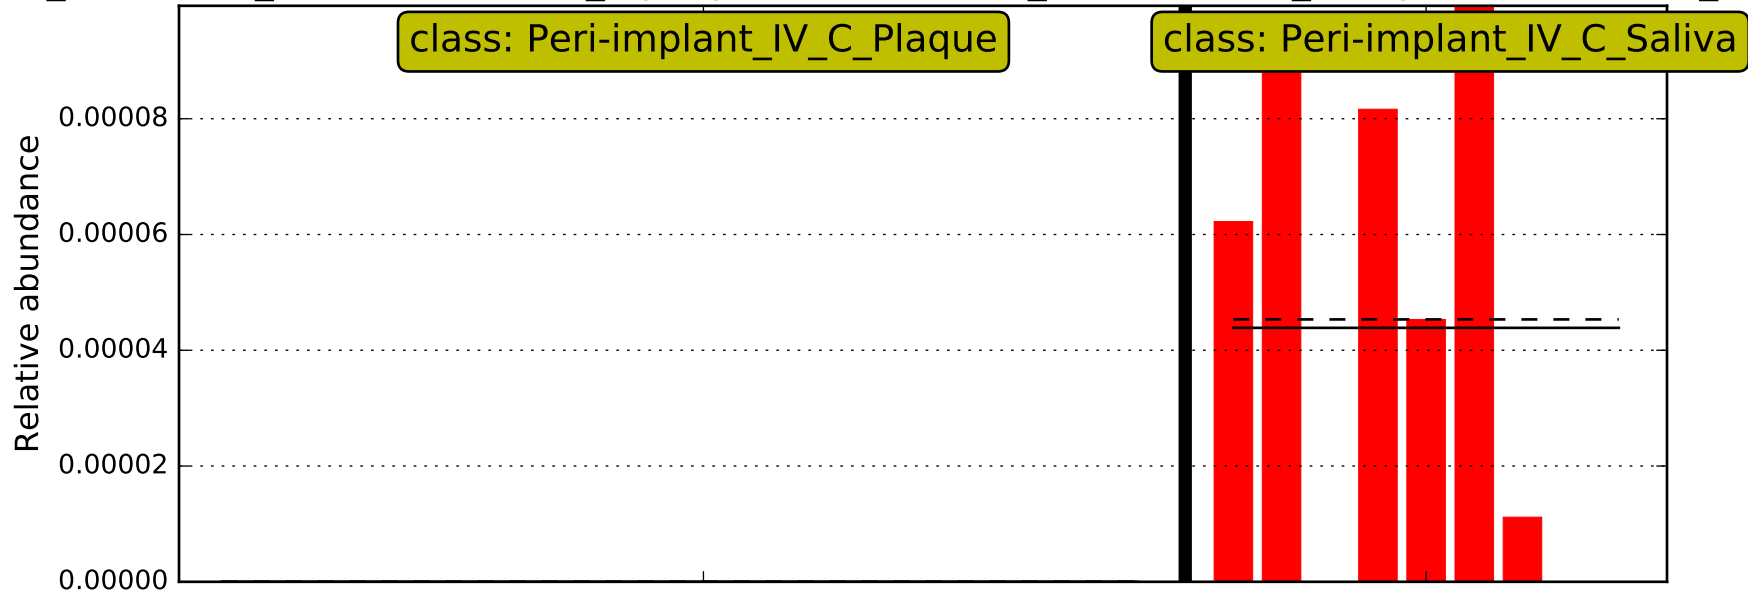 class: Peri-implant_IV_C_Plaque
class: Peri-implant_IV_C_Saliva
Relative abundance
0.00008
0.00006
0.00004
0.00002
0.00000